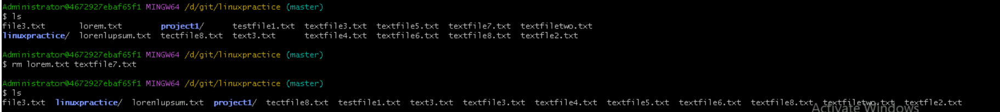 Administrator@4672927ebaf65f1 MINGW64 /d/git/linuxpractice (master)
$ ls
file3.txt lorem.txt project1/ testfile1.txt textfile3.txt textfile5.txt textfile7.txt textfiletwo.txt
linuxpractice/ lorenlupsum.txt tectfile8.txt text3.txt textfile4.txt textfile6.txt textfile8.txt textfle2.txt
Administrator@4672927ebaf65f1 MINGW64 /d/git/linuxpractice (master)
$ rm lorem.txt textfile7.txt
Administrator@4672927ebaf65f1 MINGW64 /d/git/linuxpractice (master)
$ ls
file3.txt linuxpractice/ lorenlupsum.txt project1/ tectfile8.txt testfile1.txt text3.txt textfile3.txt textfile4.txt textfile5.txt textfile6.txt textfile8.txt textfiletwo.txt textfle2.txt
Activate Windows